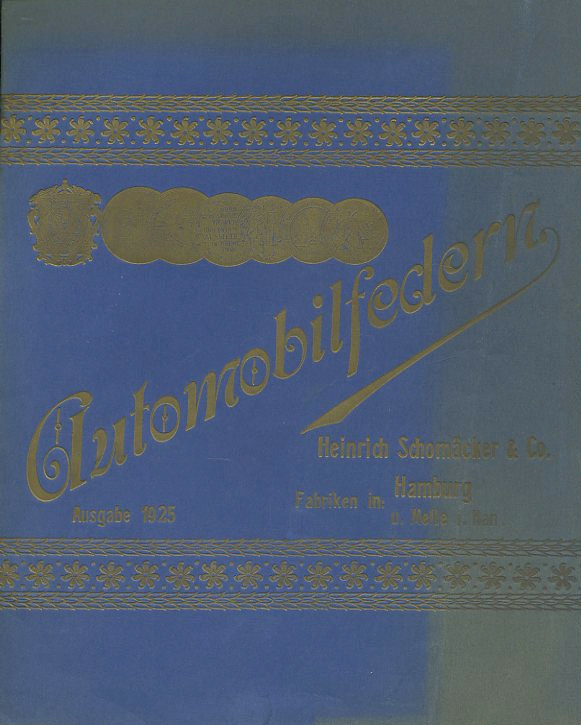 Automobilfedern
Heinrich Schomäcker & Co.
Fabriken in: Hamburg
u. Melle i. Han
Ausgabe 1925